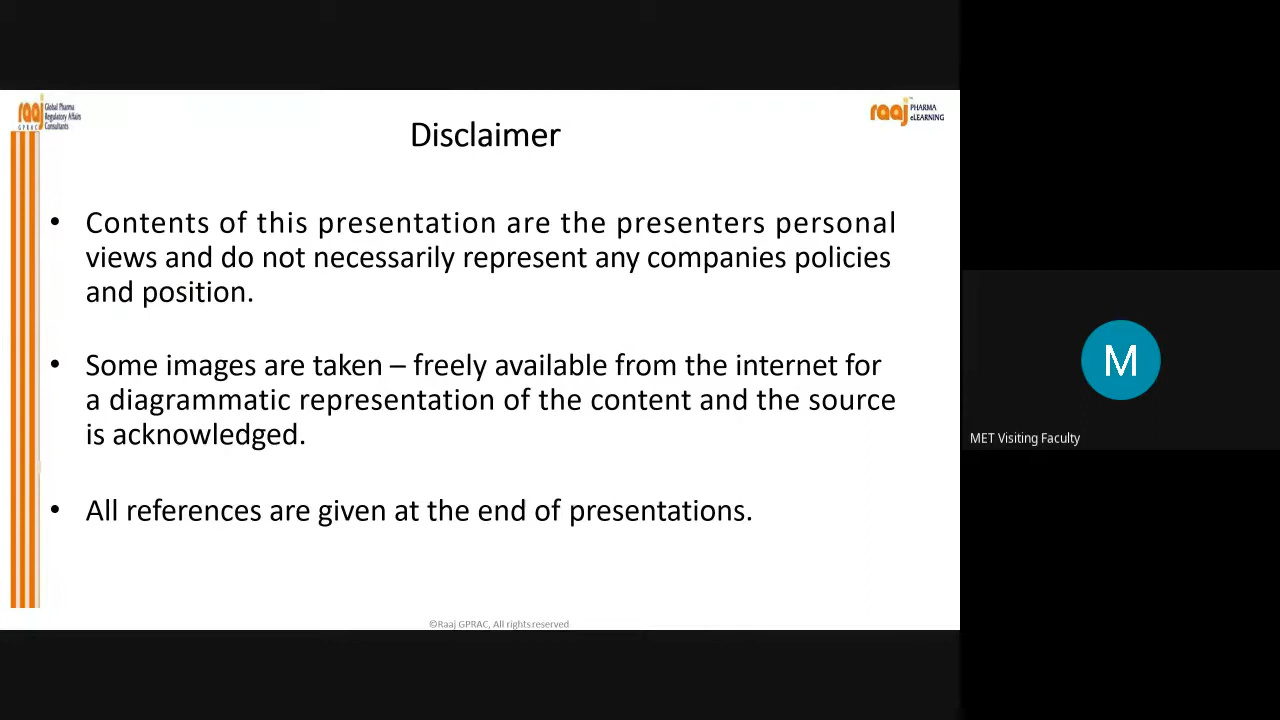 raaj
GPRAC
Global Pharma
Regulatory Affairs
Consultants
raaj
PHARMA
eLEARNING
Disclaimer
• Contents of this presentation are the presenters personal
views and do not necessarily represent any companies policies
and position.
• Some images are taken – freely available from the internet for
a diagrammatic representation of the content and the source
is acknowledged.
• All references are given at the end of presentations.
©Raaj GPRAC, All rights reserved
M
MET Visiting Faculty